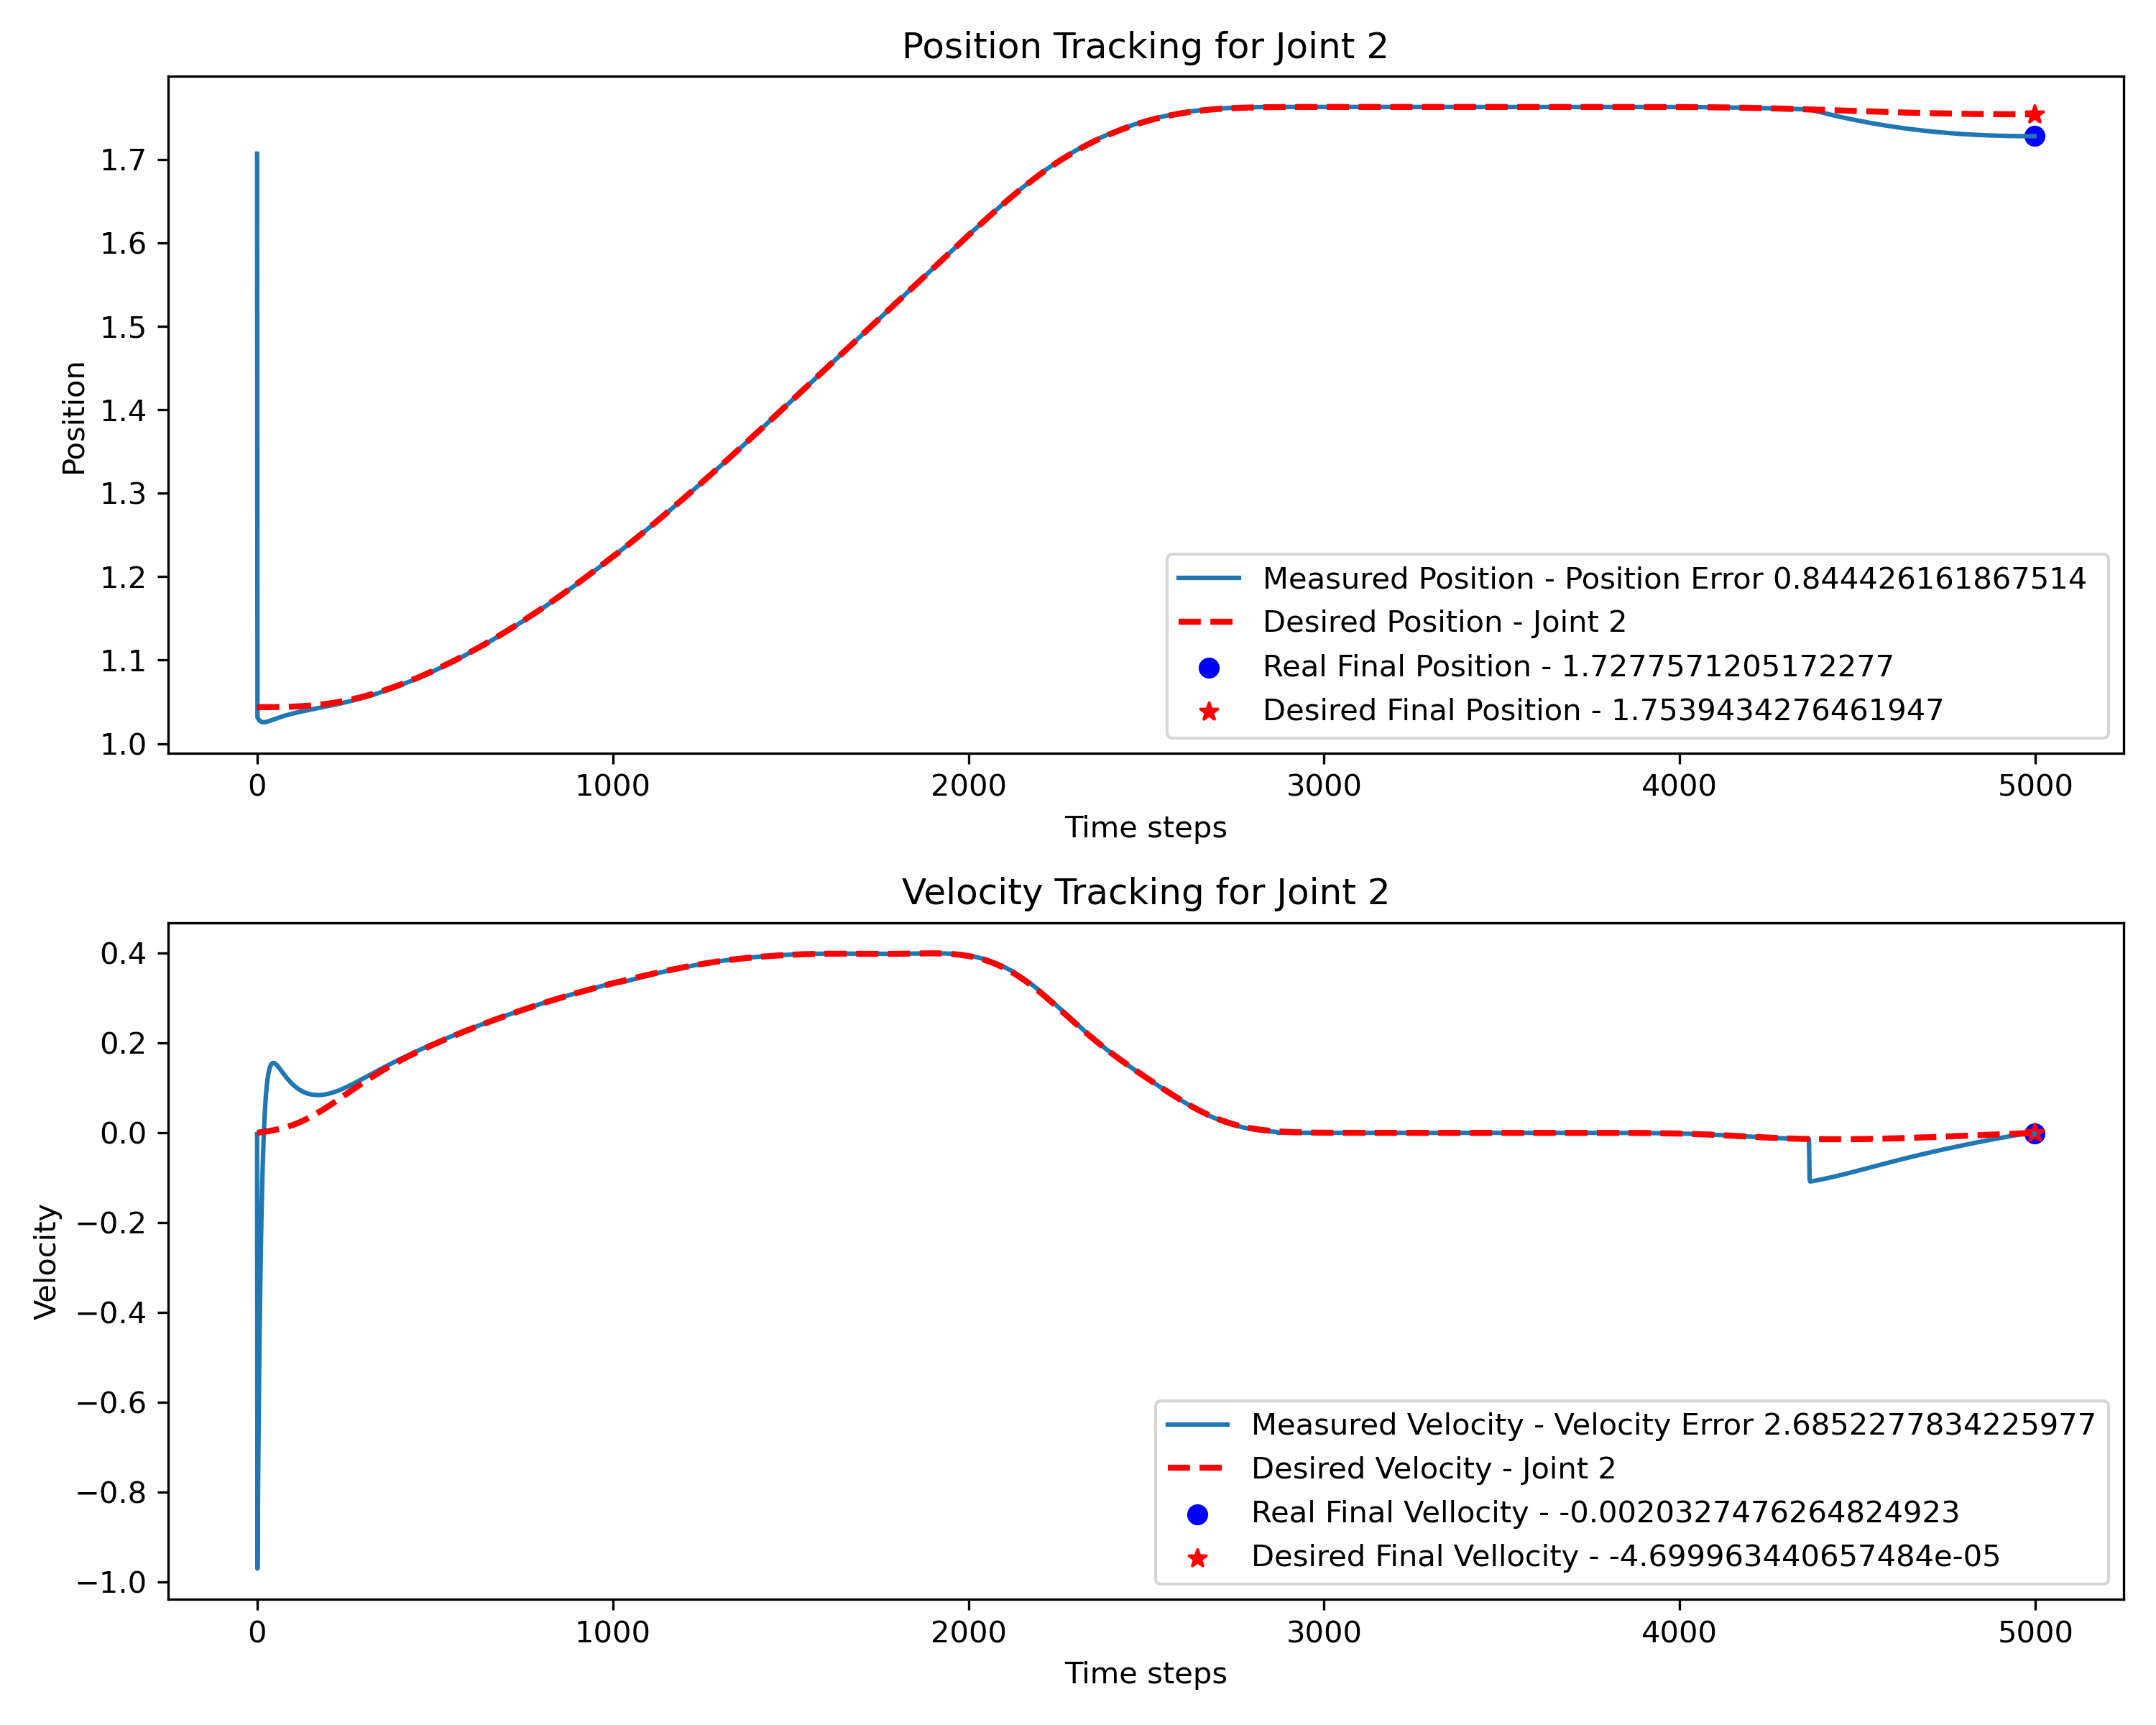 Position Tracking for Joint 2
1.7
1.6
1.5
1.4
1.3
1.2
1.1
1.0
Position
Measured Position - Position Error 0.844426161867514
Desired Position - Joint 2
Real Final Position - 1.7277571205172277
Desired Final Position - 1.7539434276461947
0 1000 2000 3000 4000 5000
Time steps
Velocity Tracking for Joint 2
0.4
0.2
0.0
−0.2
−0.4
−0.6
−0.8
−1.0
Velocity
Measured Velocity - Velocity Error 2.6852277834225977
Desired Velocity - Joint 2
Real Final Vellocity - -0.0020327476264824923
Desired Final Vellocity - -4.699963440657484e-05
0 1000 2000 3000 4000 5000
Time steps